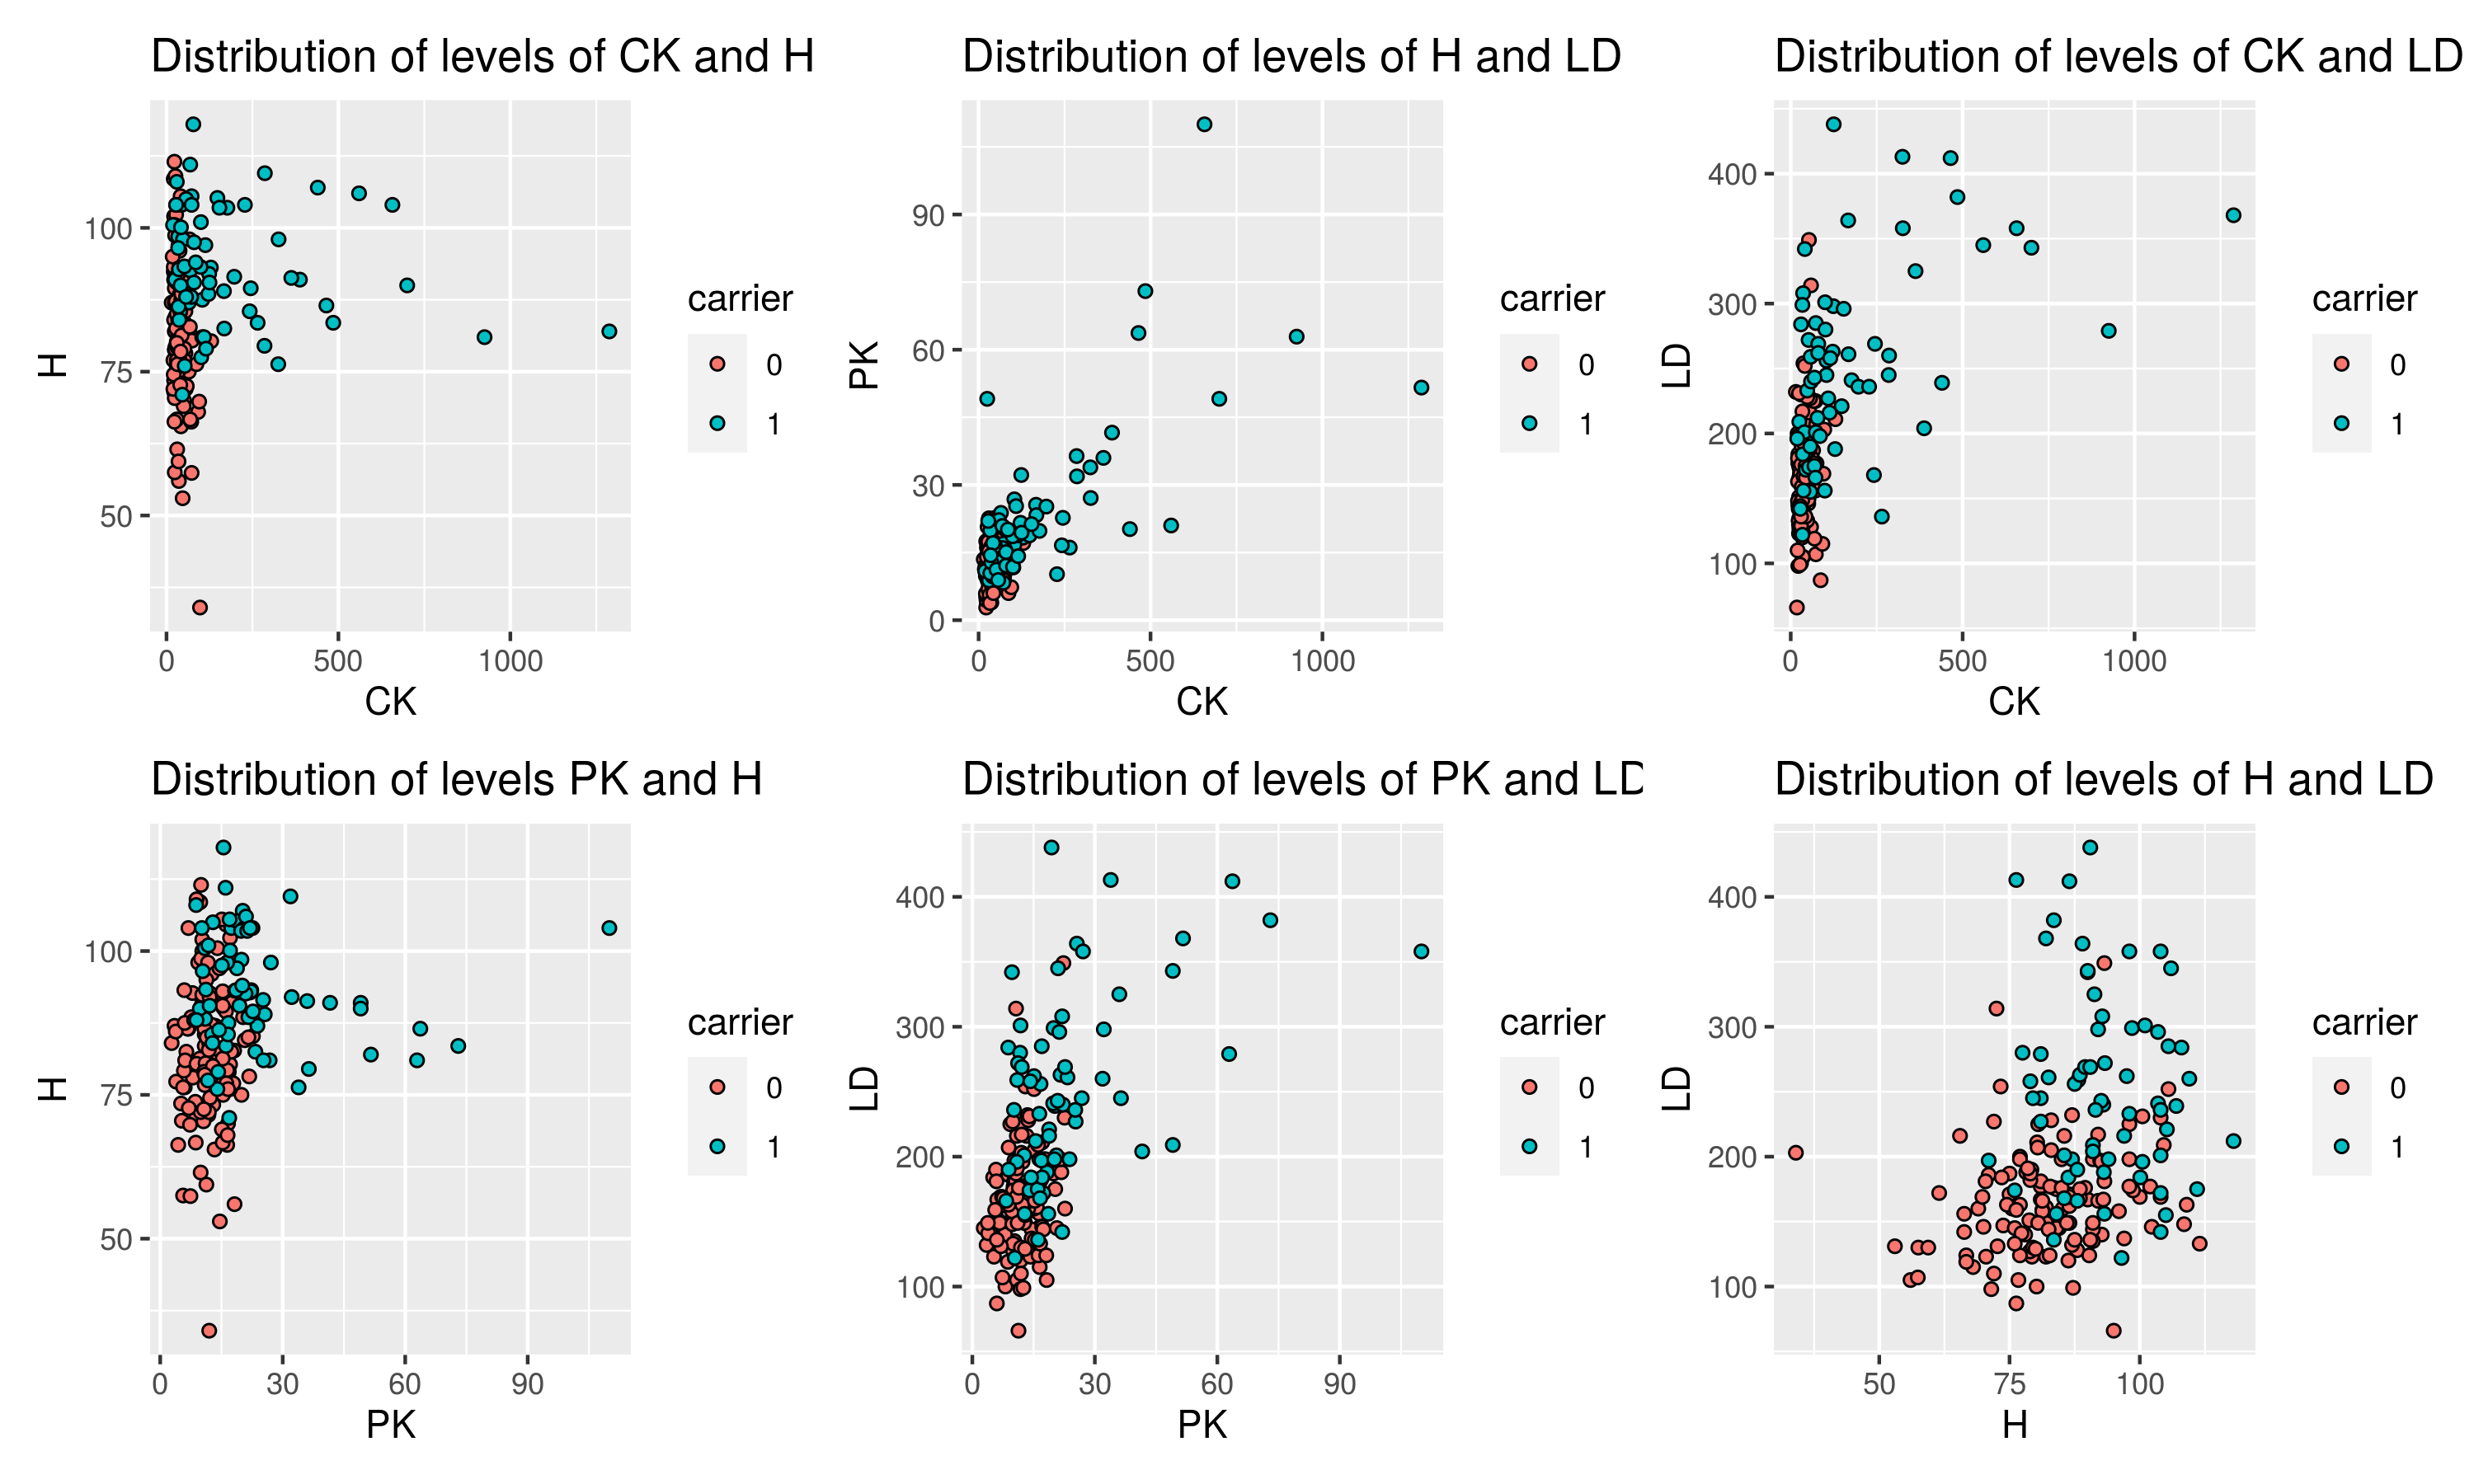 Distribution of levels of CK and H
H
100
75
50
0 500 1000
CK
carrier
0
1
Distribution of levels of H and LD
PK
90
60
30
0
0 500 1000
CK
carrier
0
1
Distribution of levels of CK and LD
LD
400
300
200
100
0 500 1000
CK
carrier
0
1
Distribution of levels PK and H
H
100
75
50
0 30 60 90
PK
carrier
0
1
Distribution of levels of PK and LD
LD
400
300
200
100
0 30 60 90
PK
carrier
0
1
Distribution of levels of H and LD
LD
400
300
200
100
50 75 100
H
carrier
0
1